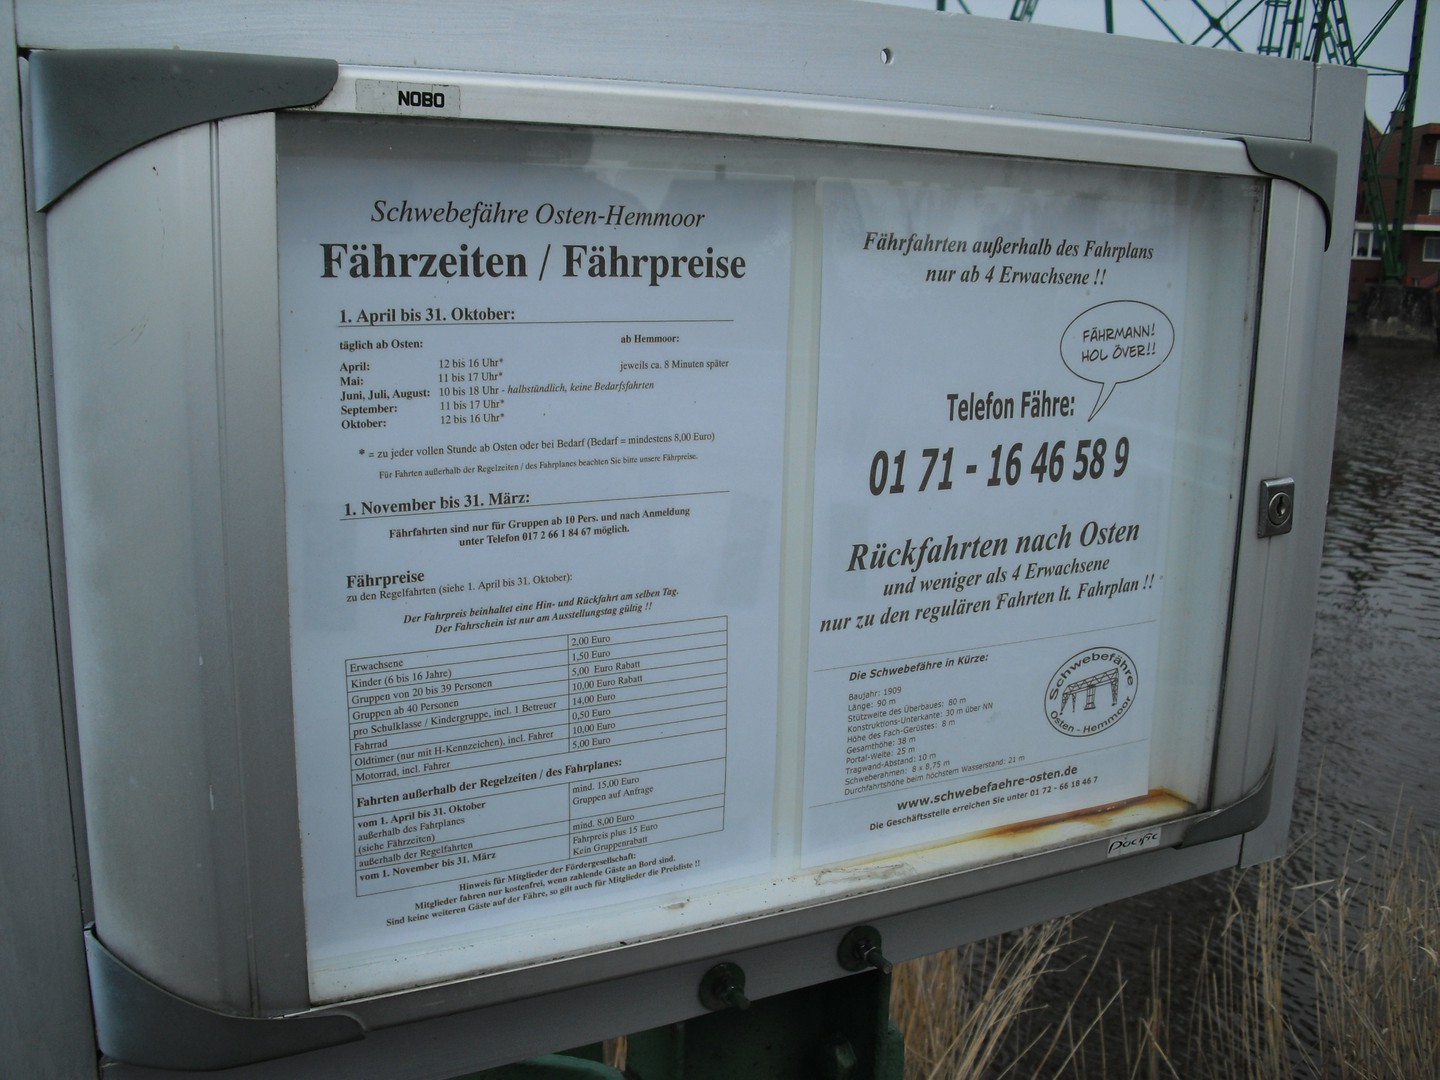 NOBO
Schwebefähre Osten-Hemmoor
Fährzeiten / Fährpreise
1. April bis 31. Oktober:
täglich ab Osten: ab Hemmoor:
April: 12 bis 16 Uhr* jeweils ca. 8 Minuten später
Mai: 11 bis 17 Uhr*
Juni, Juli, August: 10 bis 18 Uhr - halbstündlich, keine Bedarfsfahrten
September: 11 bis 17 Uhr*
Oktober: 12 bis 16 Uhr*
* = zu jeder vollen Stunde ab Osten oder bei Bedarf (Bedarf = mindestens 8,00 Euro)
Für Fahrten außerhalb der Regelzeiten / des Fahrplanes beachten Sie bitte unsere Fährpreise.
1. November bis 31. März:
Fährfahrten sind nur für Gruppen ab 10 Pers. und nach Anmeldung
unter Telefon 017 2 66 1 84 67 möglich.
Fährpreise
zu den Regelfahrten (siehe 1. April bis 31. Oktober):
Der Fahrpreis beinhaltet eine Hin- und Rückfahrt am selben Tag.
Der Fahrschein ist nur am Ausstellungstag gültig !!
Erwachsene 2,00 Euro
Kinder (6 bis 16 Jahre) 1,50 Euro
Gruppen von 20 bis 39 Personen 5,00 Euro Rabatt
Gruppen ab 40 Personen 10,00 Euro Rabatt
pro Schulklasse / Kindergruppe, incl. 1 Betreuer 14,00 Euro
Fahrrad 0,50 Euro
Oldtimer (nur mit H-Kennzeichen), incl. Fahrer 10,00 Euro
Motorrad, incl. Fahrer 5,00 Euro
Fahrten außerhalb der Regelzeiten / des Fahrplanes:
vom 1. April bis 31. Oktober mind. 15,00 Euro
außerhalb des Fahrplanes Gruppen auf Anfrage
(siehe Fährzeiten)
außerhalb der Regelfahrten mind. 8,00 Euro
vom 1. November bis 31. März Fahrpreis plus 15 Euro
Kein Gruppenrabatt
Hinweis für Mitglieder der Fördergesellschaft:
Mitglieder fahren nur kostenfrei, wenn zahlende Gäste an Bord sind.
Sind keine weiteren Gäste auf der Fähre, so gilt auch für Mitglieder die Preisliste !!
Fährfahrten außerhalb des Fahrplans
nur ab 4 Erwachsene !!
FÄHRMANN!
HOL ÖVER!!
Telefon Fähre:
01 71 - 16 46 58 9
Rückfahrten nach Osten
und weniger als 4 Erwachsene
nur zu den regulären Fahrten lt. Fahrplan !!
Die Schwebefähre in Kürze:
Baujahr: 1909
Länge: 90 m
Stützweite des Überbaues: 80 m
Konstruktions-Unterkante: 30 m über NN
Höhe des Fach-Gerüstes: 8 m
Gesamthöhe: 38 m
Portal-Weite: 25 m
Tragwand-Abstand: 10 m
Schweberahmen: 8 x 8,75 m
Durchfahrtshöhe beim höchstem Wasserstand: 21 m
Schwebefähre
Osten - Hemmoor
www.schwebefaehre-osten.de
Die Geschäftsstelle erreichen Sie unter 01 72 - 66 18 46 7
Pacific